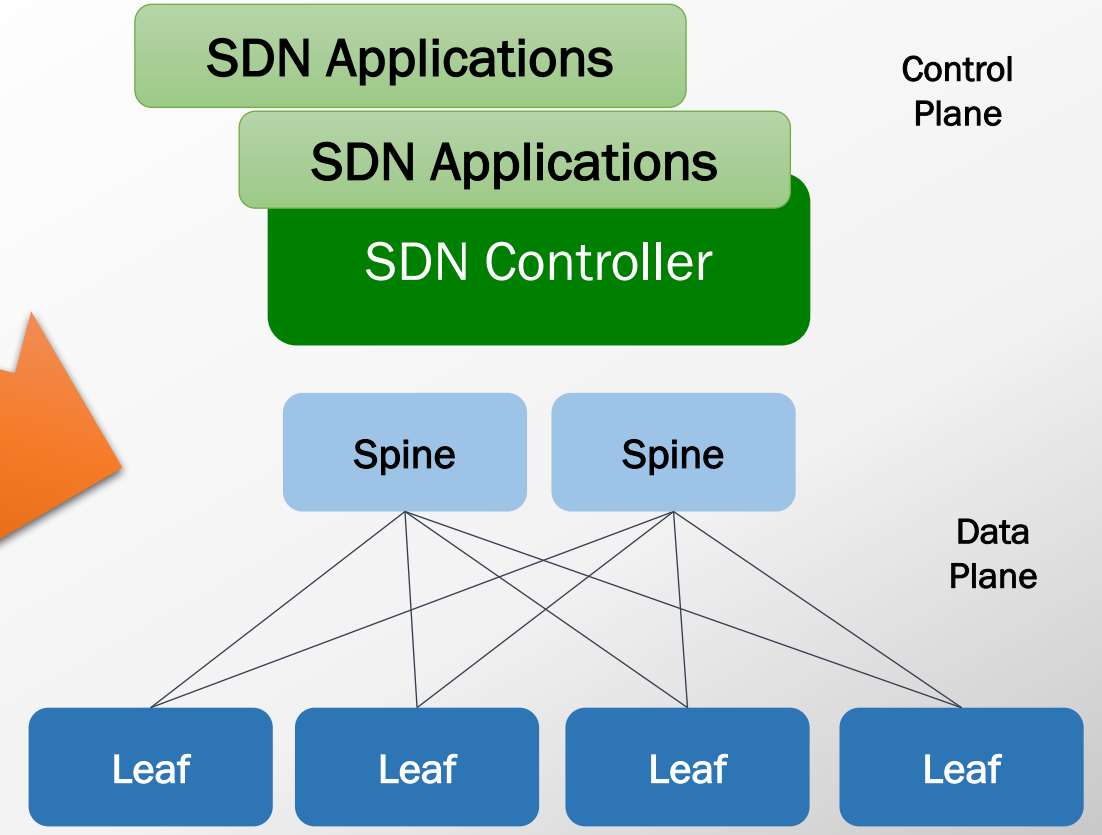 SDN Applications
Control
Plane
SDN Applications
SDN Controller
Spine
Spine
Data
Plane
Leaf
Leaf
Leaf
Leaf